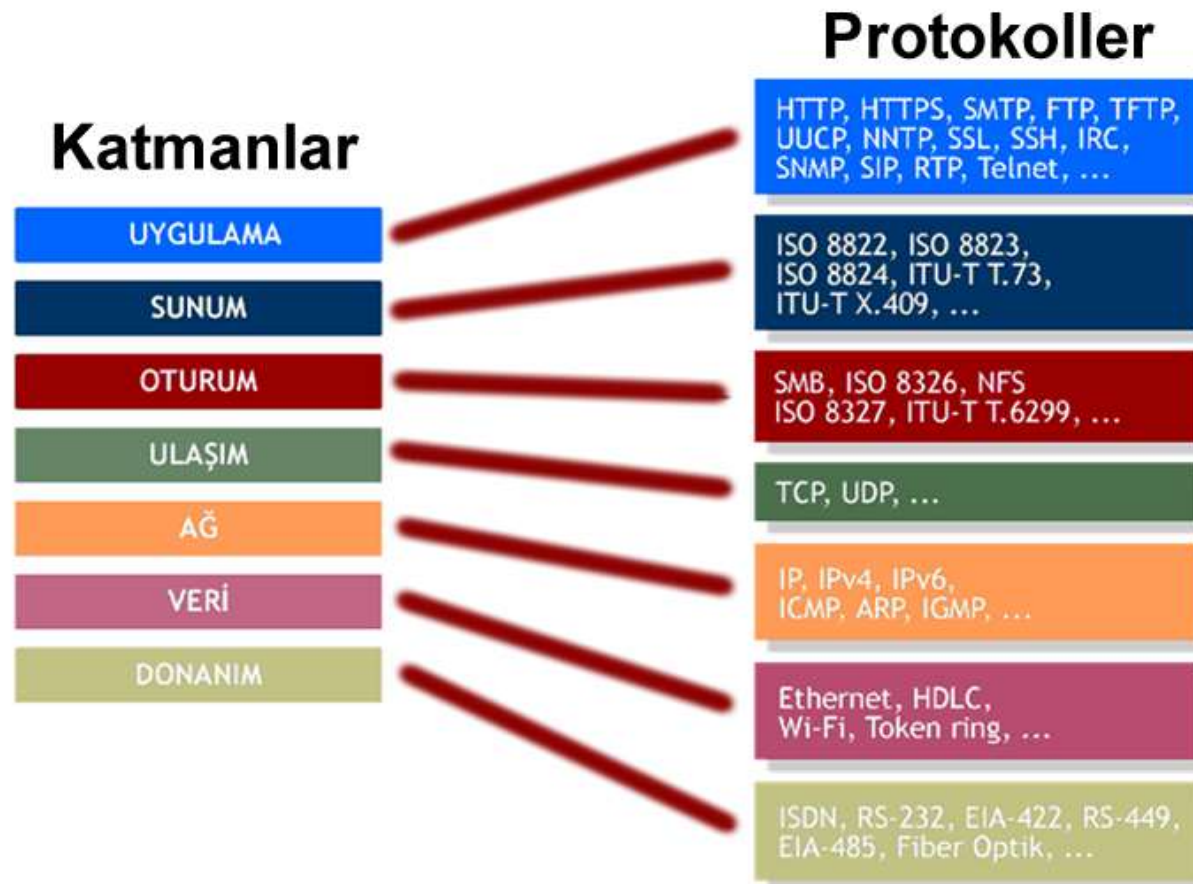 Protokoller
Katmanlar
UYGULAMA
SUNUM
OTURUM
ULAŞIM
AĞ
VERİ
DONANIM
HTTP, HTTPS, SMTP, FTP, TFTP,
UUCP, NNTP, SSL, SSH, IRC,
SNMP, SIP, RTP, Telnet, ...
ISO 8822, ISO 8823,
ISO 8824, ITU-T T.73,
ITU-T X.409, ...
SMB, ISO 8326, NFS
ISO 8327, ITU-T T.6299, ...
TCP, UDP, ...
IP, IPv4, IPv6,
ICMP, ARP, IGMP, ...
Ethernet, HDLC,
Wi-Fi, Token ring, ...
ISDN, RS-232, EIA-422, RS-449,
EIA-485, Fiber Optik, ...